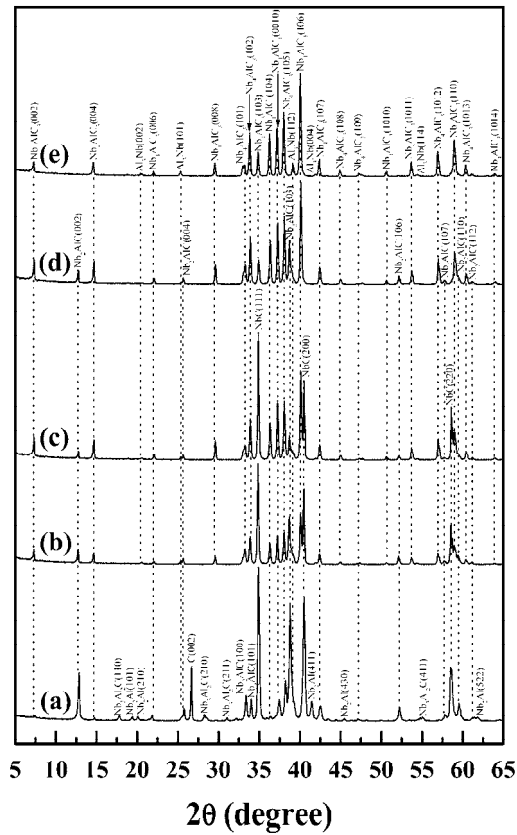 Nb₄AlC₃(002)
Nb₄AlC₃(004)
Al₃Nb(002)
Nb₄AlC₃(006)
Al₃Nb(101)
Nb₄AlC₃(008)
Nb₄AlC₃(101)
Nb₄AlC₃(102)
Nb₄AlC₃(103)
Nb₄AlC₃(104)
Nb₄AlC₃(0010)
Nb₄AlC₃(105)
Al₃Nb(112)
Nb₄AlC₃(106)
Al₃Nb(004)
Nb₄AlC₃(107)
Nb₄AlC₃(108)
Nb₄AlC₃(109)
Nb₄AlC₃(1010)
Nb₄AlC₃(1011)
Al₃Nb(114)
Nb₄AlC₃(1012)
Nb₄AlC₃(110)
Nb₄AlC₃(1013)
Nb₄AlC₃(1014)
(e)
Nb₂AlC(002)
Nb₂AlC(004)
Nb₂AlC(103)
Nb₂AlC(106)
Nb₂AlC(107)
Nb₂AlC(110)
Nb₂AlC(112)
(d)
NbC(111)
NbC(200)
NbC(220)
(c)
(b)
Nb₃Al₂C(110)
Nb₃Al(101)
Nb₃Al(210)
C(002)
Nb₃Al₂C(210)
Nb₃Al₂C(211)
Nb₂AlC(100)
Nb₂AlC(101)
Nb₃Al(411)
Nb₃Al(430)
Nb₃Al₂C(411)
Nb₃Al(522)
(a)
5 10 15 20 25 30 35 40 45 50 55 60 65
2θ (degree)